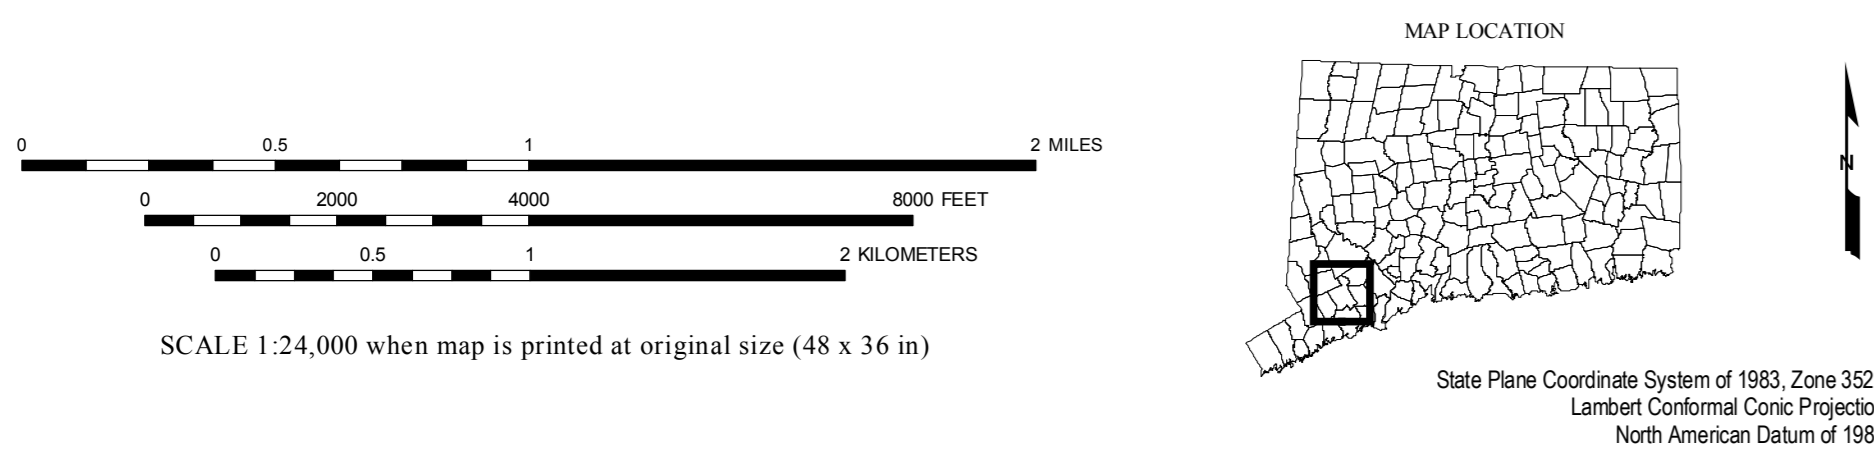 0 0.5 1 2 MILES
0 2000 4000 8000 FEET
0 0.5 1 2 KILOMETERS
SCALE 1:24,000 when map is printed at original size (48 x 36 in)
MAP LOCATION
N
State Plane Coordinate System of 1983, Zone 352
Lambert Conformal Conic Projectio
North American Datum of 198